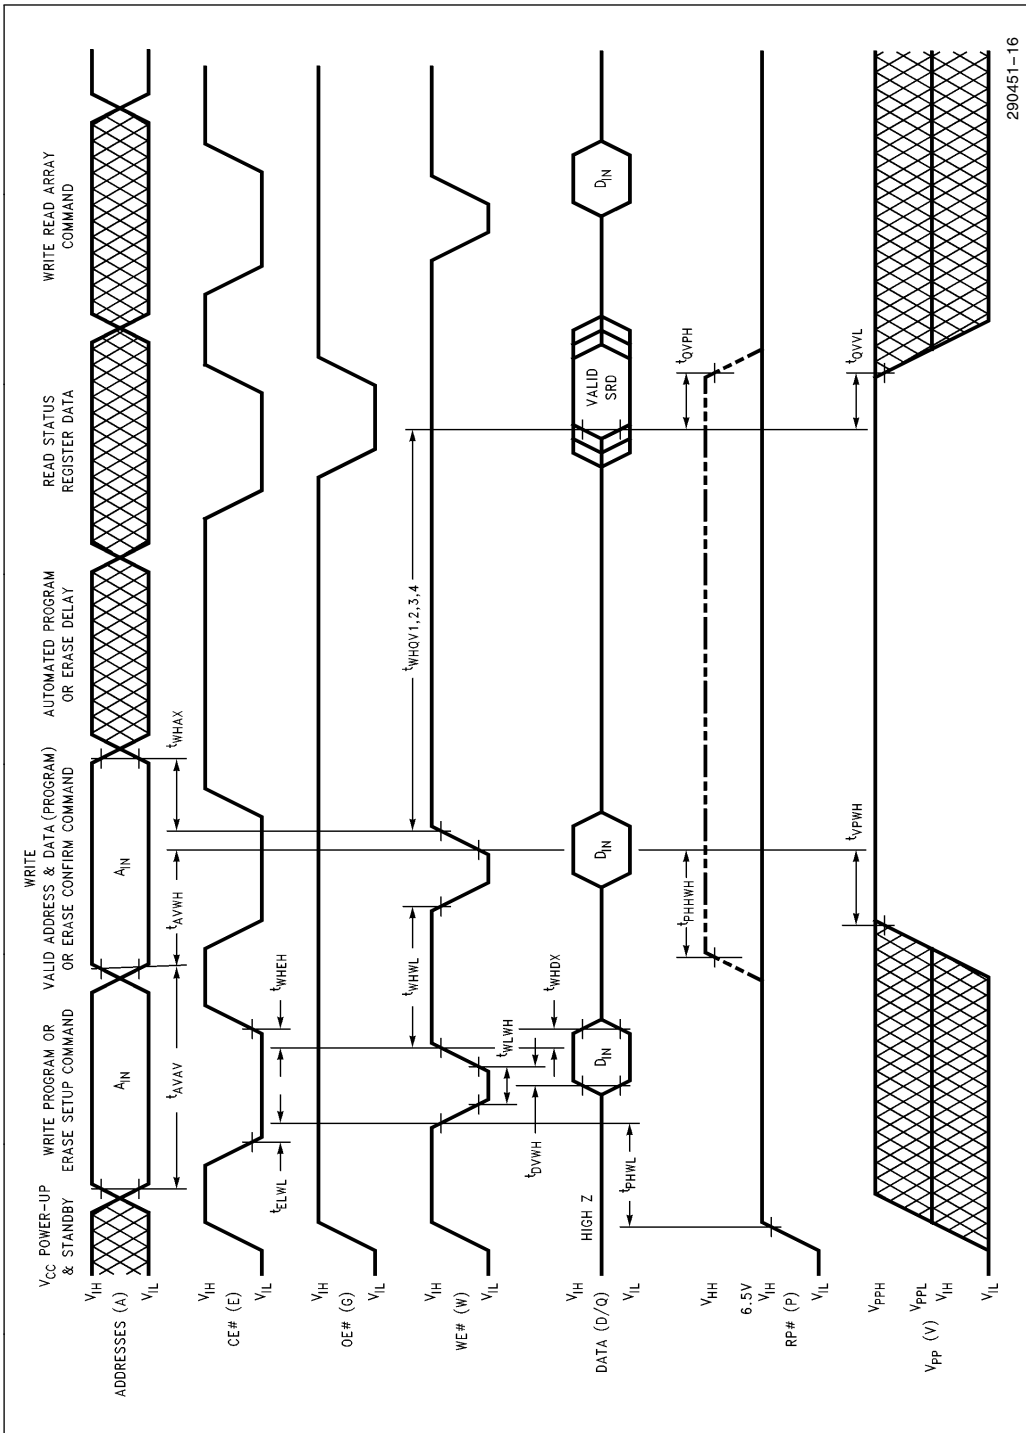 V_CC POWER-UP
& STANDBY
WRITE PROGRAM OR
ERASE SETUP COMMAND
WRITE
VALID ADDRESS & DATA (PROGRAM)
OR ERASE CONFIRM COMMAND
AUTOMATED PROGRAM
OR ERASE DELAY
READ STATUS
REGISTER DATA
WRITE READ ARRAY
COMMAND
ADDRESSES (A)
V_IH
V_IL
A_IN
A_IN
t_AVAV
t_AVWH
t_WHAX
CE# (E)
V_IH
V_IL
t_ELWL
t_WHEH
OE# (G)
V_IH
V_IL
WE# (W)
V_IH
V_IL
t_WHWL
t_WHQV1,2,3,4
t_WLWH
t_DVWH
t_WHDX
DATA (D/Q)
V_IH
V_IL
HIGH Z
D_IN
D_IN
VALID
SRD
D_IN
t_PHWL
t_PHHWH
t_QVPH
RP# (P)
V_HH
6.5V
V_IH
V_IL
t_VPWH
t_QVVL
V_PP (V)
V_PPH
V_PPL
V_IH
V_IL
290451-16